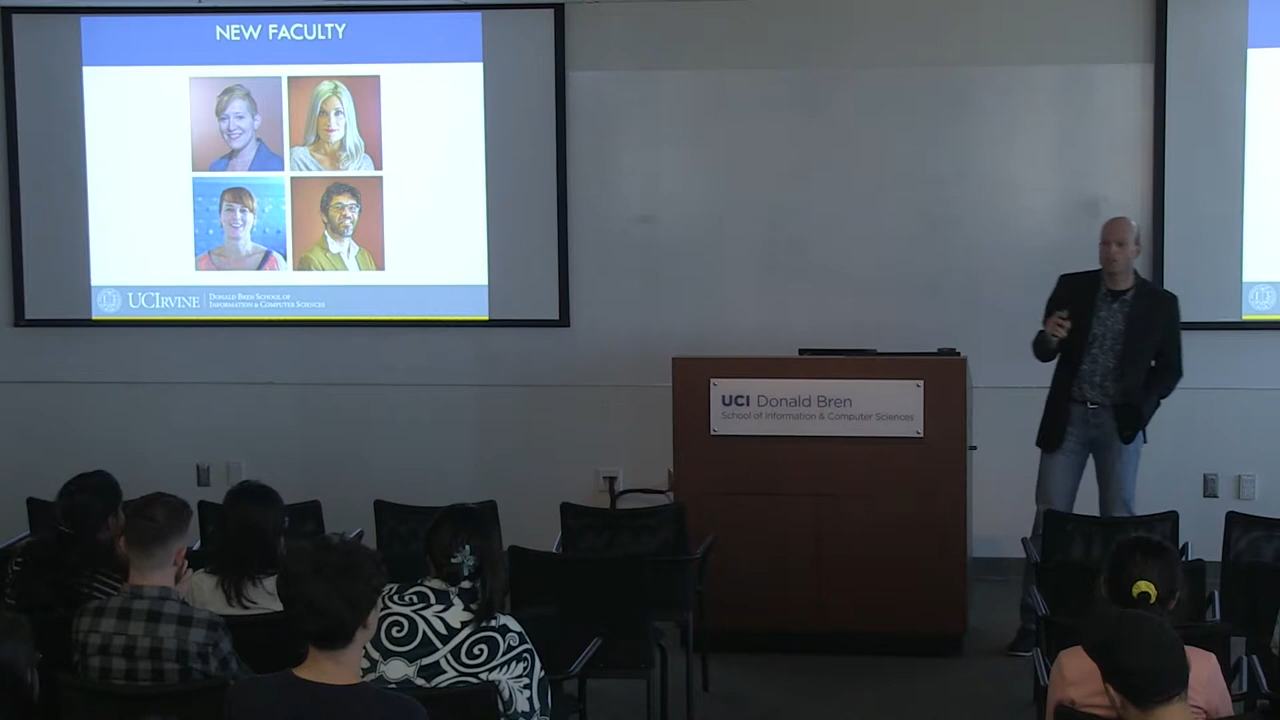 NEW FACULTY
UCIRVINE
DONALD BREN SCHOOL OF
INFORMATION & COMPUTER SCIENCES
UCI Donald Bren
School of Information & Computer Sciences